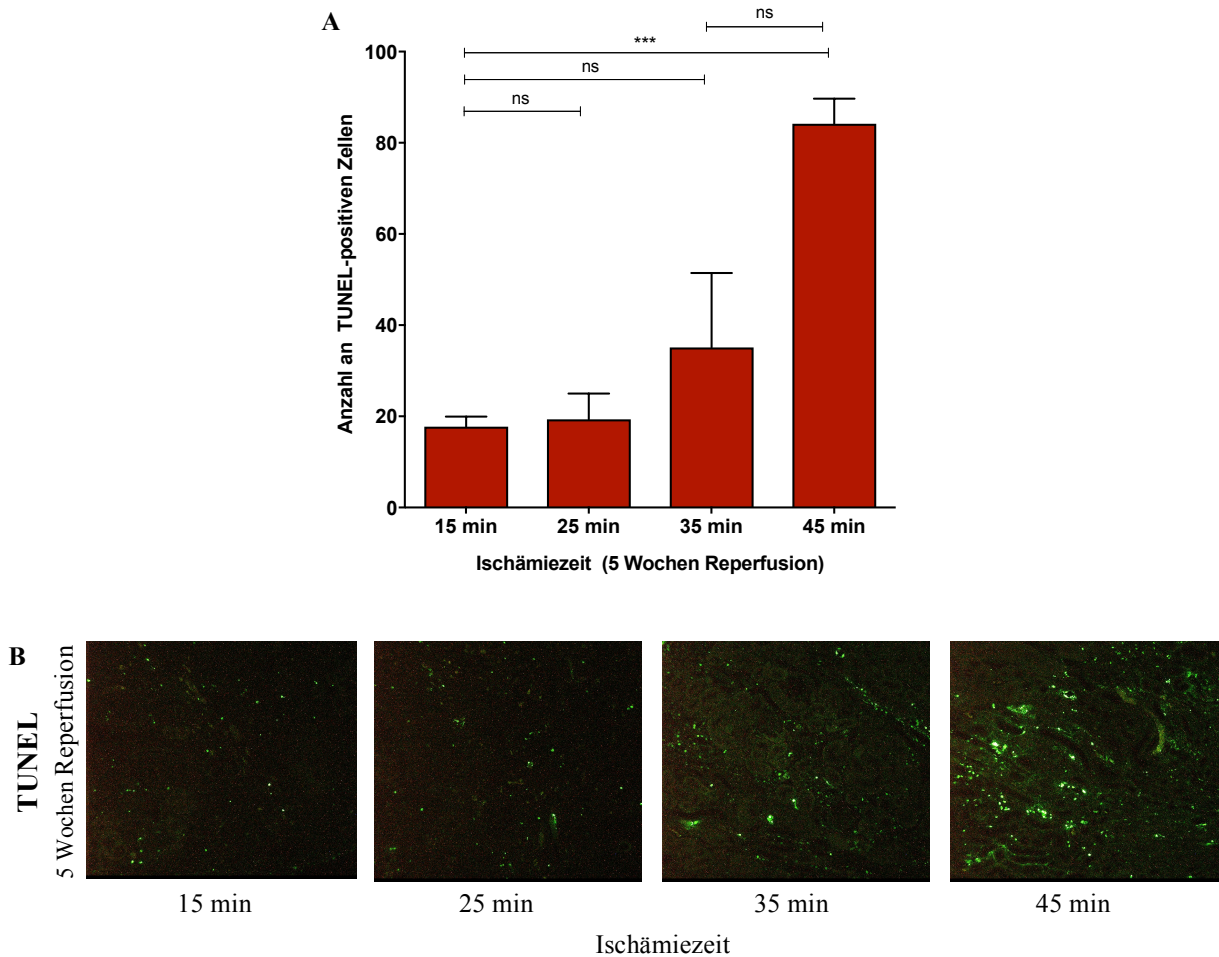 A
ns
***
ns
ns
100
80
60
40
20
0
Anzahl an TUNEL-positiven Zellen
15 min 25 min 35 min 45 min
Ischämiezeit (5 Wochen Reperfusion)
B
TUNEL
5 Wochen Reperfusion
15 min 25 min 35 min 45 min
Ischämiezeit